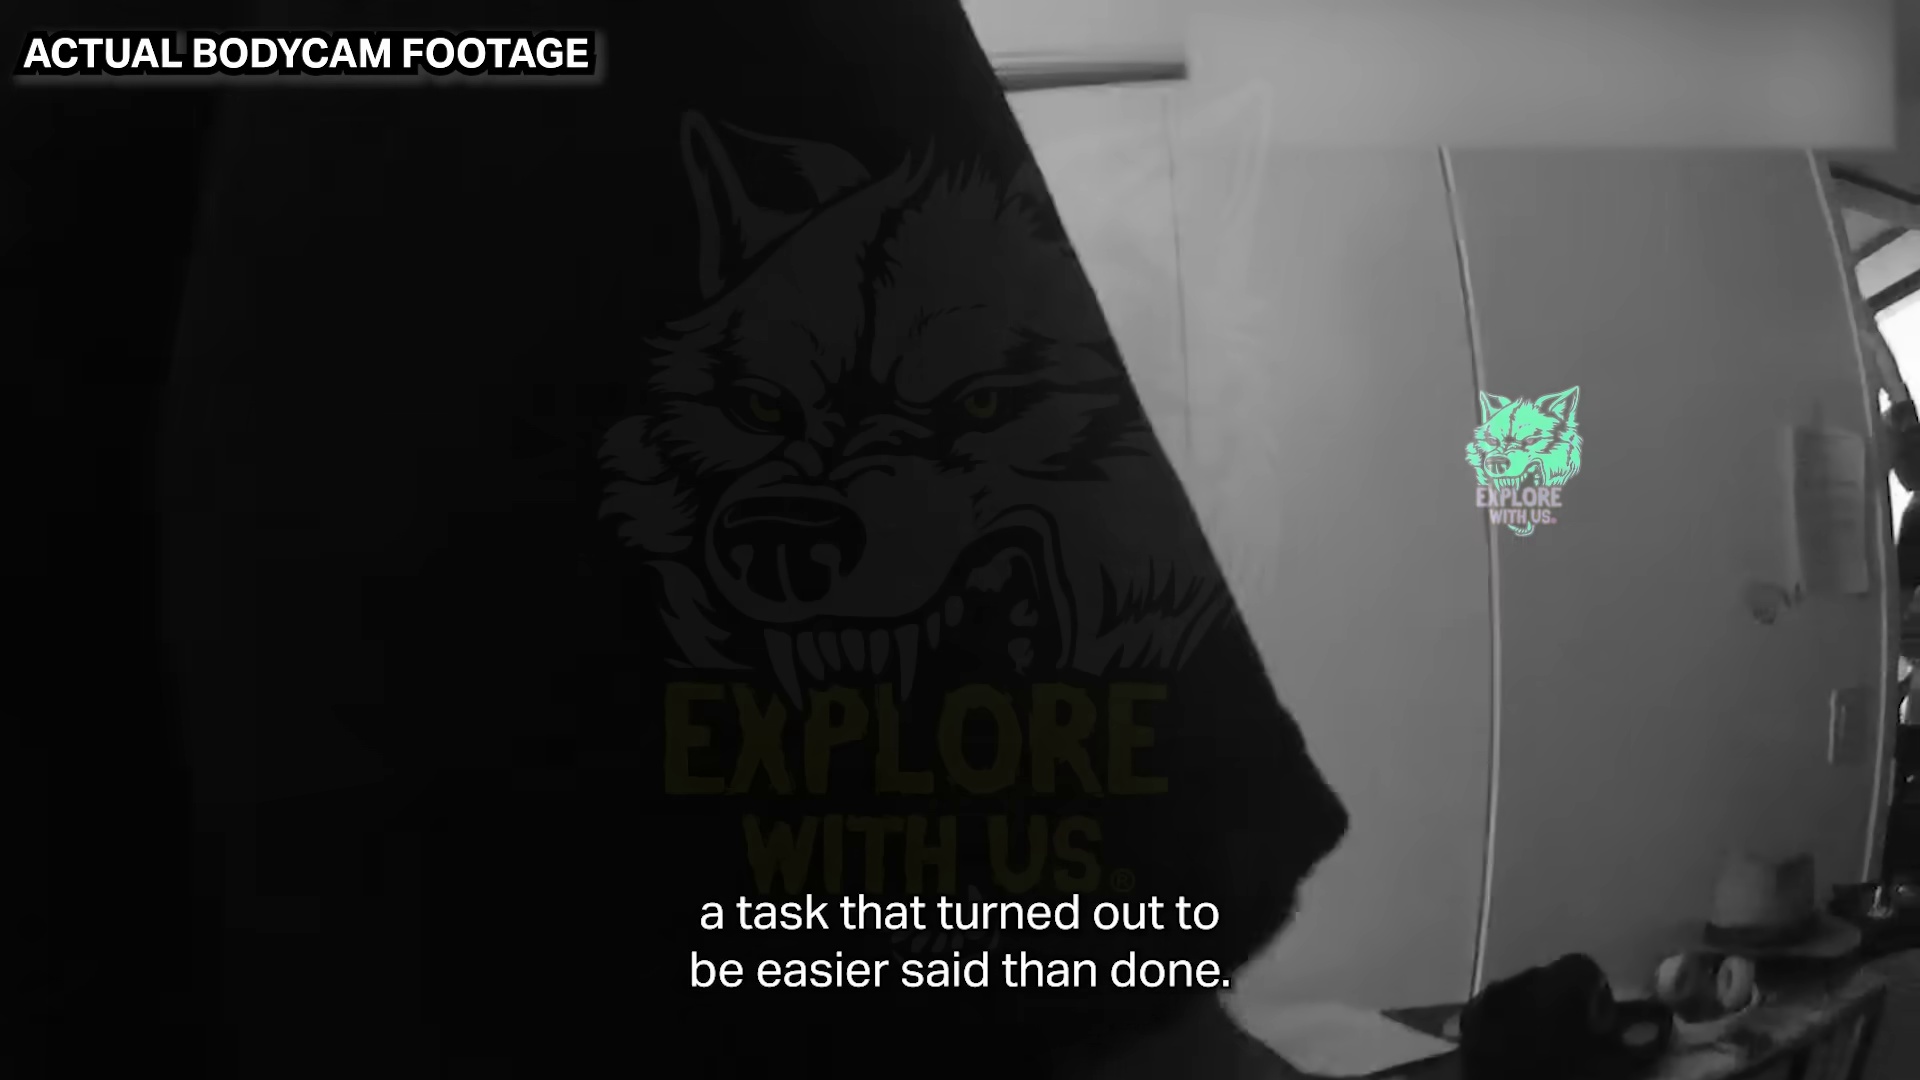 ACTUAL BODYCAM FOOTAGE
EXPLORE
WITH US.
EXPLORE
WITH US®
a task that turned out to
be easier said than done.